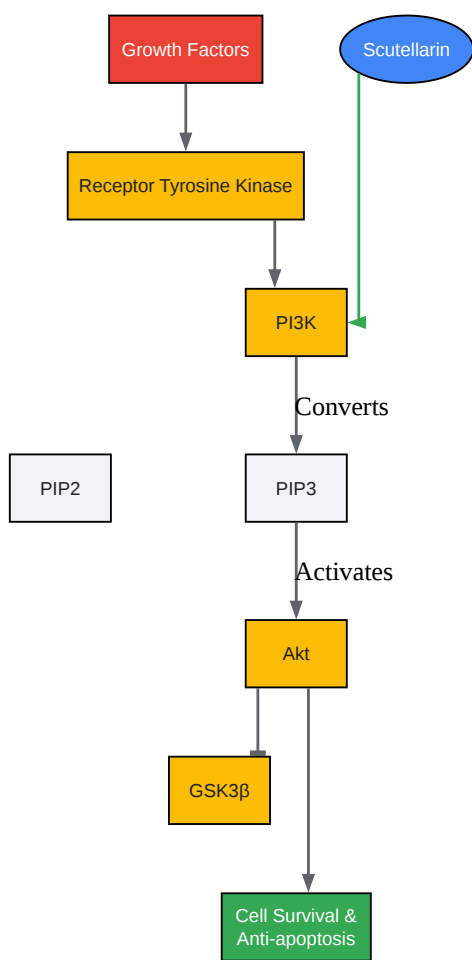 Growth Factors
Scutellarin
Receptor Tyrosine Kinase
PI3K
Converts
PIP2
PIP3
Activates
Akt
GSK3β
Cell Survival &
Anti-apoptosis